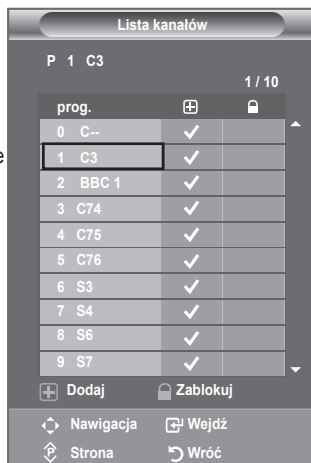 Lista kanałów
P 1 C3
1 / 10
prog.
0 C--
1 C3
2 BBC 1
3 C74
4 C75
5 C76
6 S3
7 S4
8 S6
9 S7
Dodaj Zablokuj
Nawigacja Wejdź
Strona Wróć
e